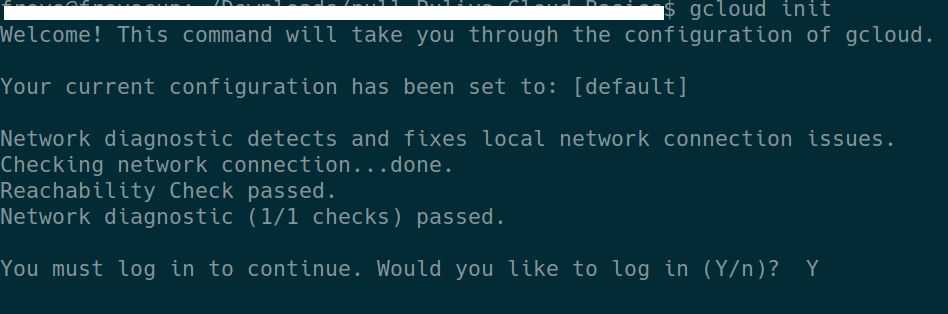 $ gcloud init
Welcome! This command will take you through the configuration of gcloud.
Your current configuration has been set to: [default]
Network diagnostic detects and fixes local network connection issues.
Checking network connection...done.
Reachability Check passed.
Network diagnostic (1/1 checks) passed.
You must log in to continue. Would you like to log in (Y/n)?  Y